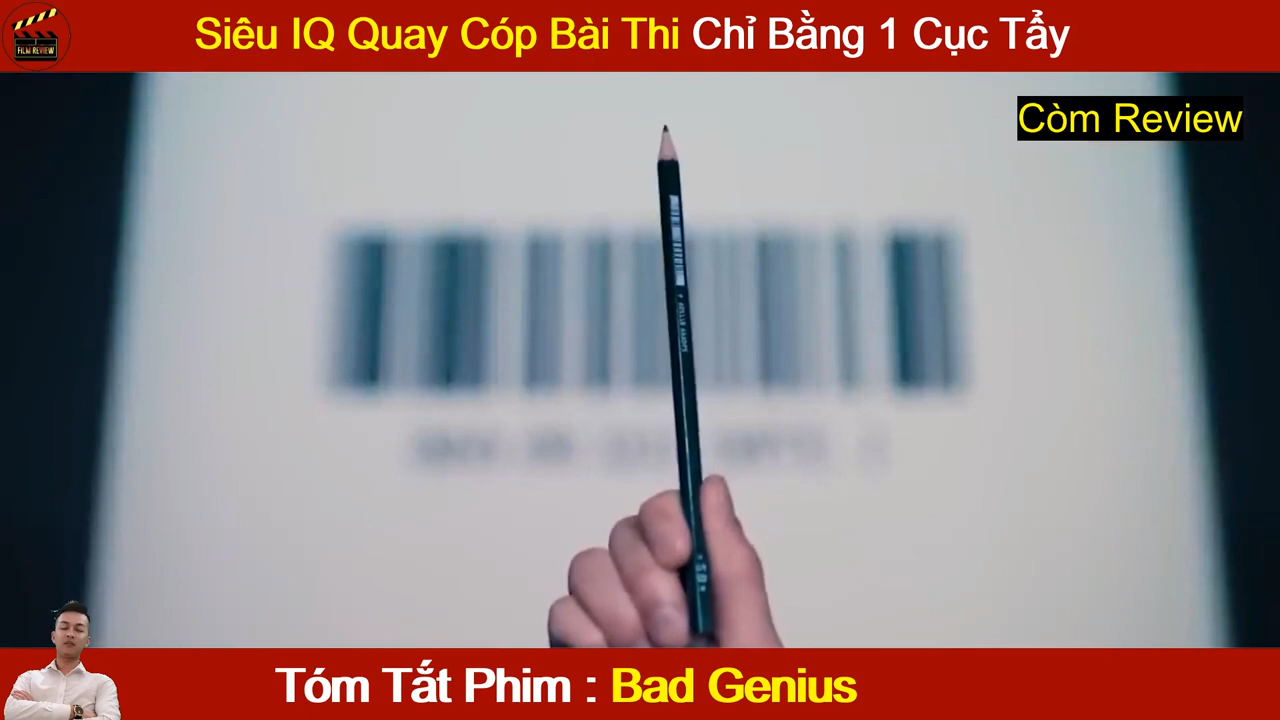 Siêu IQ Quay Cóp Bài Thi Chỉ Bằng 1 Cục Tẩy
FILM REVIEW
Còm Review
Tóm Tắt Phim : Bad Genius